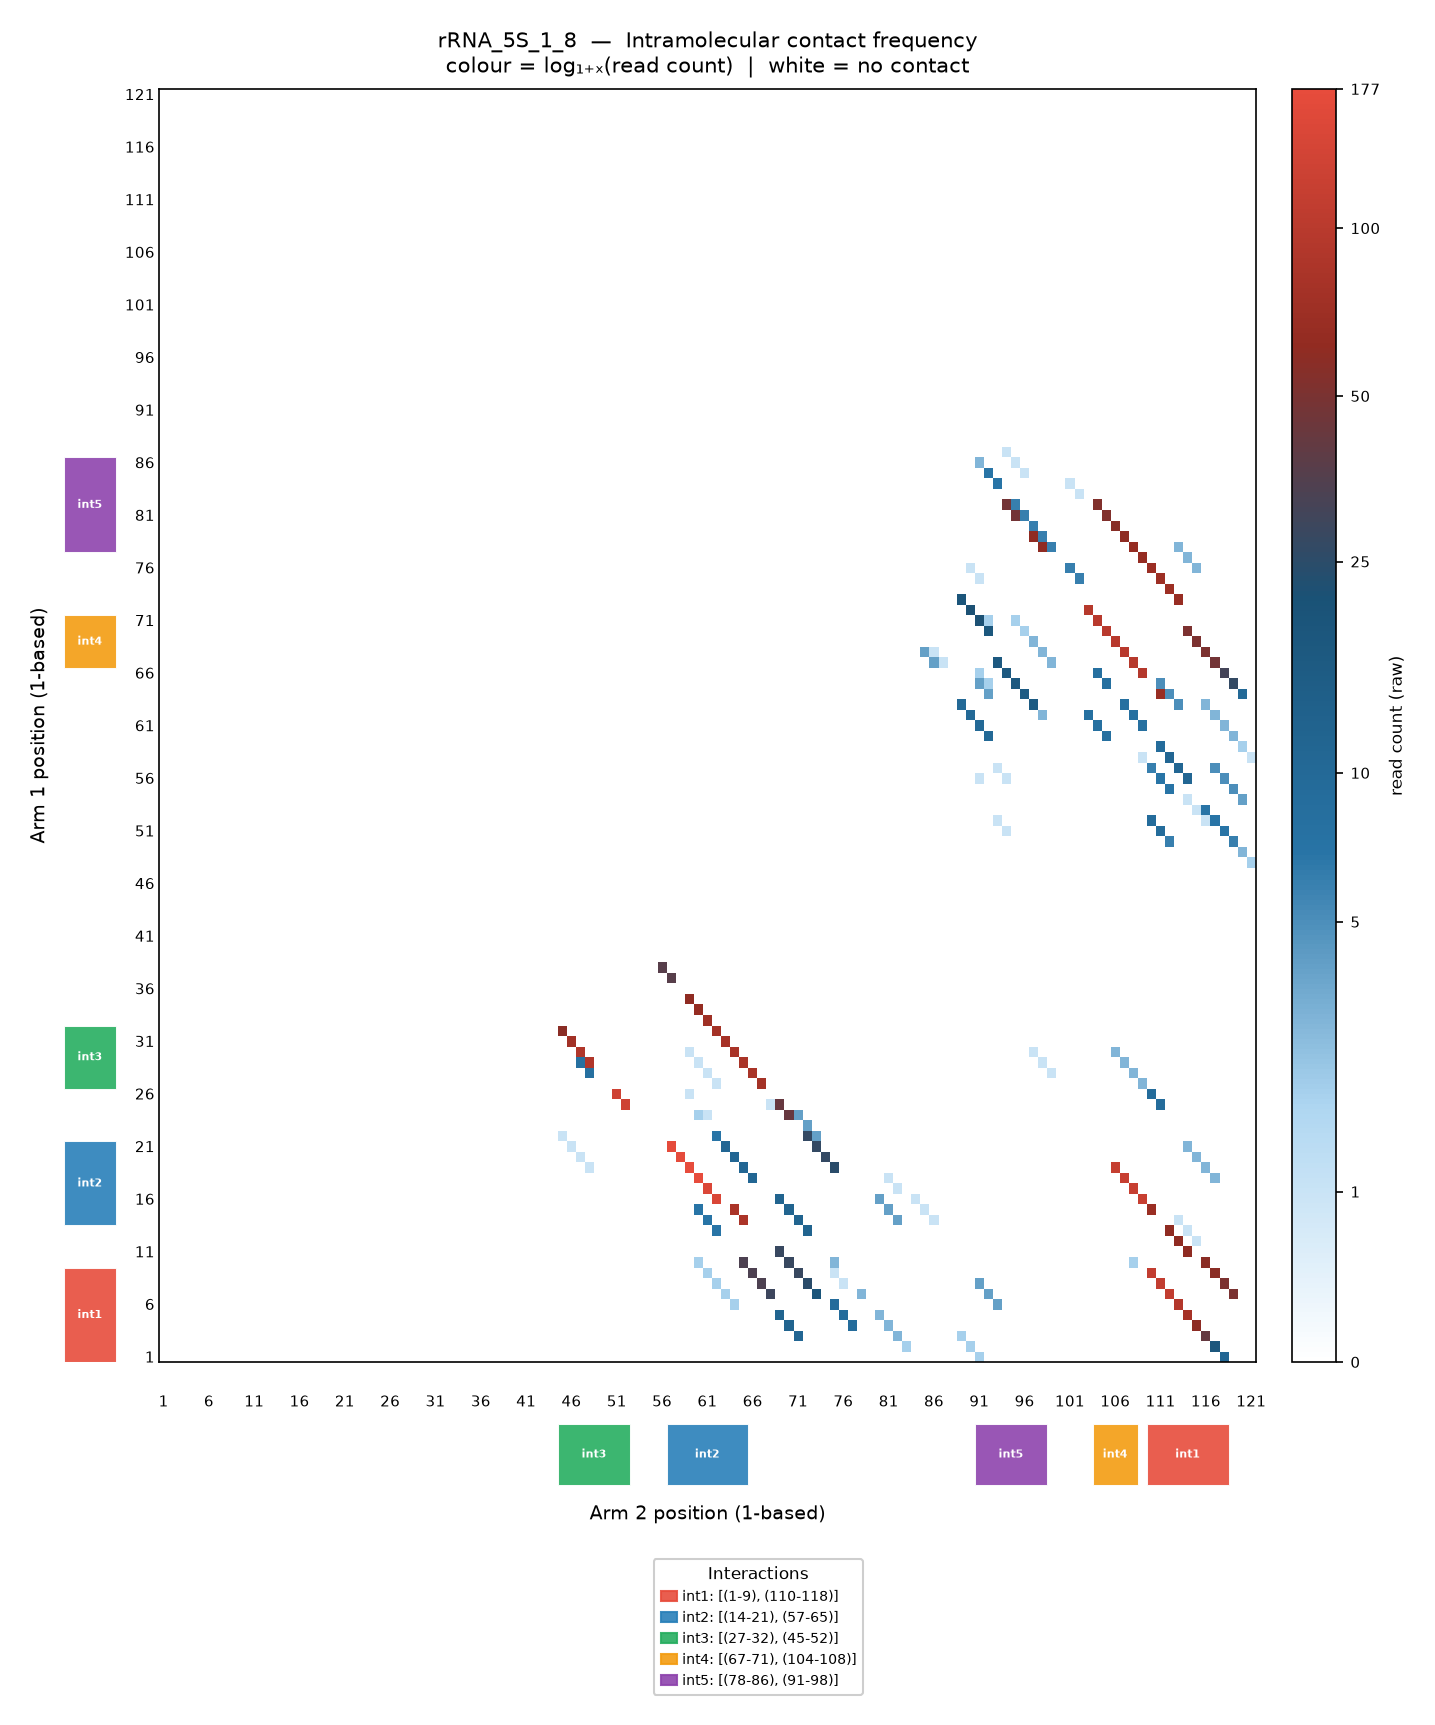 rRNA_5S_1_8 — Intramolecular contact frequency
colour = log₁₊ₓ(read count) | white = no contact
121
116
111
106
101
96
91
86
81
76
71
66
61
56
51
46
41
36
31
26
21
16
11
6
1
Arm 1 position (1-based)
int5
int4
int3
int2
int1
177
100
50
25
10
5
1
0
read count (raw)
1 6 11 16 21 26 31 36 41 46 51 56 61 66 71 76 81 86 91 96 101 106 111 116 121
int3 int2 int5 int4 int1
Arm 2 position (1-based)
Interactions
int1: [(1-9), (110-118)]
int2: [(14-21), (57-65)]
int3: [(27-32), (45-52)]
int4: [(67-71), (104-108)]
int5: [(78-86), (91-98)]